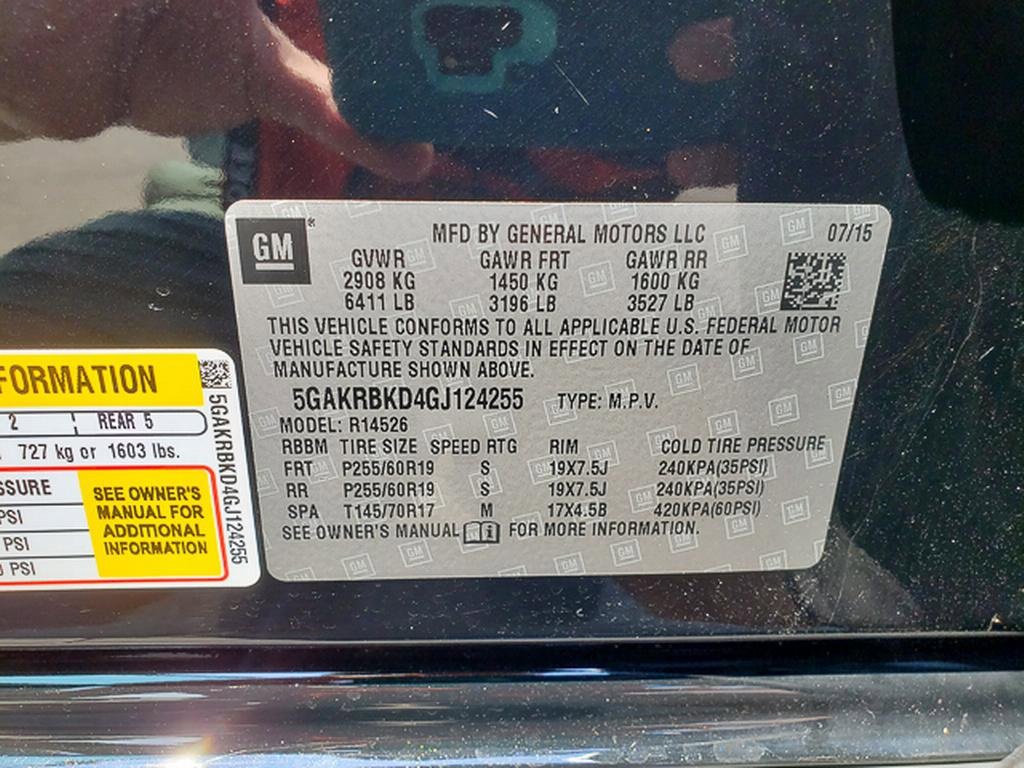 GM
MFD BY GENERAL MOTORS LLC 07/15
GVWR GAWR FRT GAWR RR
2908 KG 1450 KG 1600 KG
6411 LB 3196 LB 3527 LB
THIS VEHICLE CONFORMS TO ALL APPLICABLE U.S. FEDERAL MOTOR
VEHICLE SAFETY STANDARDS IN EFFECT ON THE DATE OF
MANUFACTURE SHOWN ABOVE.
5GAKRBKD4GJ124255 TYPE: M.P.V.
MODEL: R14526
RBBM TIRE SIZE SPEED RTG RIM COLD TIRE PRESSURE
FRT P255/60R19 S 19X7.5J 240KPA(35PSI)
RR P255/60R19 S 19X7.5J 240KPA(35PSI)
SPA T145/70R17 M 17X4.5B 420KPA(60PSI)
SEE OWNER'S MANUAL i FOR MORE INFORMATION.
FORMATION
2 REAR 5
727 kg or 1603 lbs.
SSURE
PSI
PSI
PSI
SEE OWNER'S
MANUAL FOR
ADDITIONAL
INFORMATION
5GAKRBKD4GJ124255